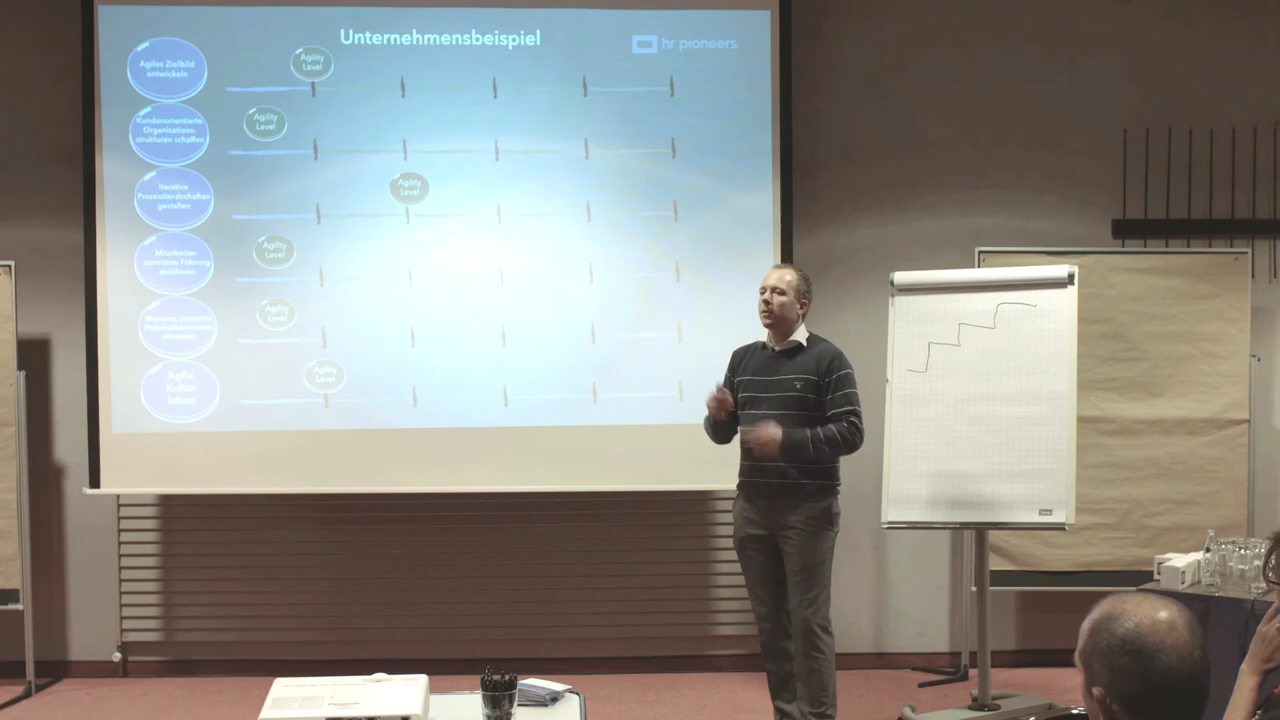 Unternehmensbeispiel
hr pioneers
Agiles Zielbild
entwickeln
Agility
Level
Kundenorientierte
Organisations-
strukturen schaffen
Agility
Level
Iterative
Prozesslandschaften
gestalten
Agility
Level
Mitarbeiter-
zentrierte Führung
etablieren
Agility
Level
Agility
Level
Agile
Kultur
leben
Agility
Level